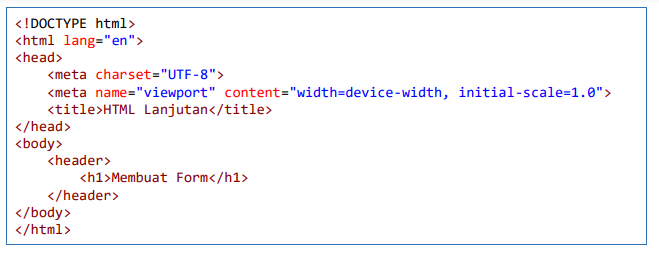 <!DOCTYPE html>
<html lang="en">
<head>
    <meta charset="UTF-8">
    <meta name="viewport" content="width=device-width, initial-scale=1.0">
    <title>HTML Lanjutan</title>
</head>
<body>
    <header>
        <h1>Membuat Form</h1>
    </header>
</body>
</html>